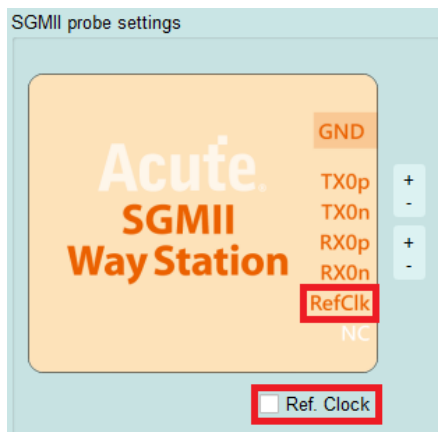 SGMII probe settings
Acute
SGMII
Way Station
GND
TX0p
TX0n
RX0p
RX0n
RefClk
NC
+
-
+
-
Ref. Clock